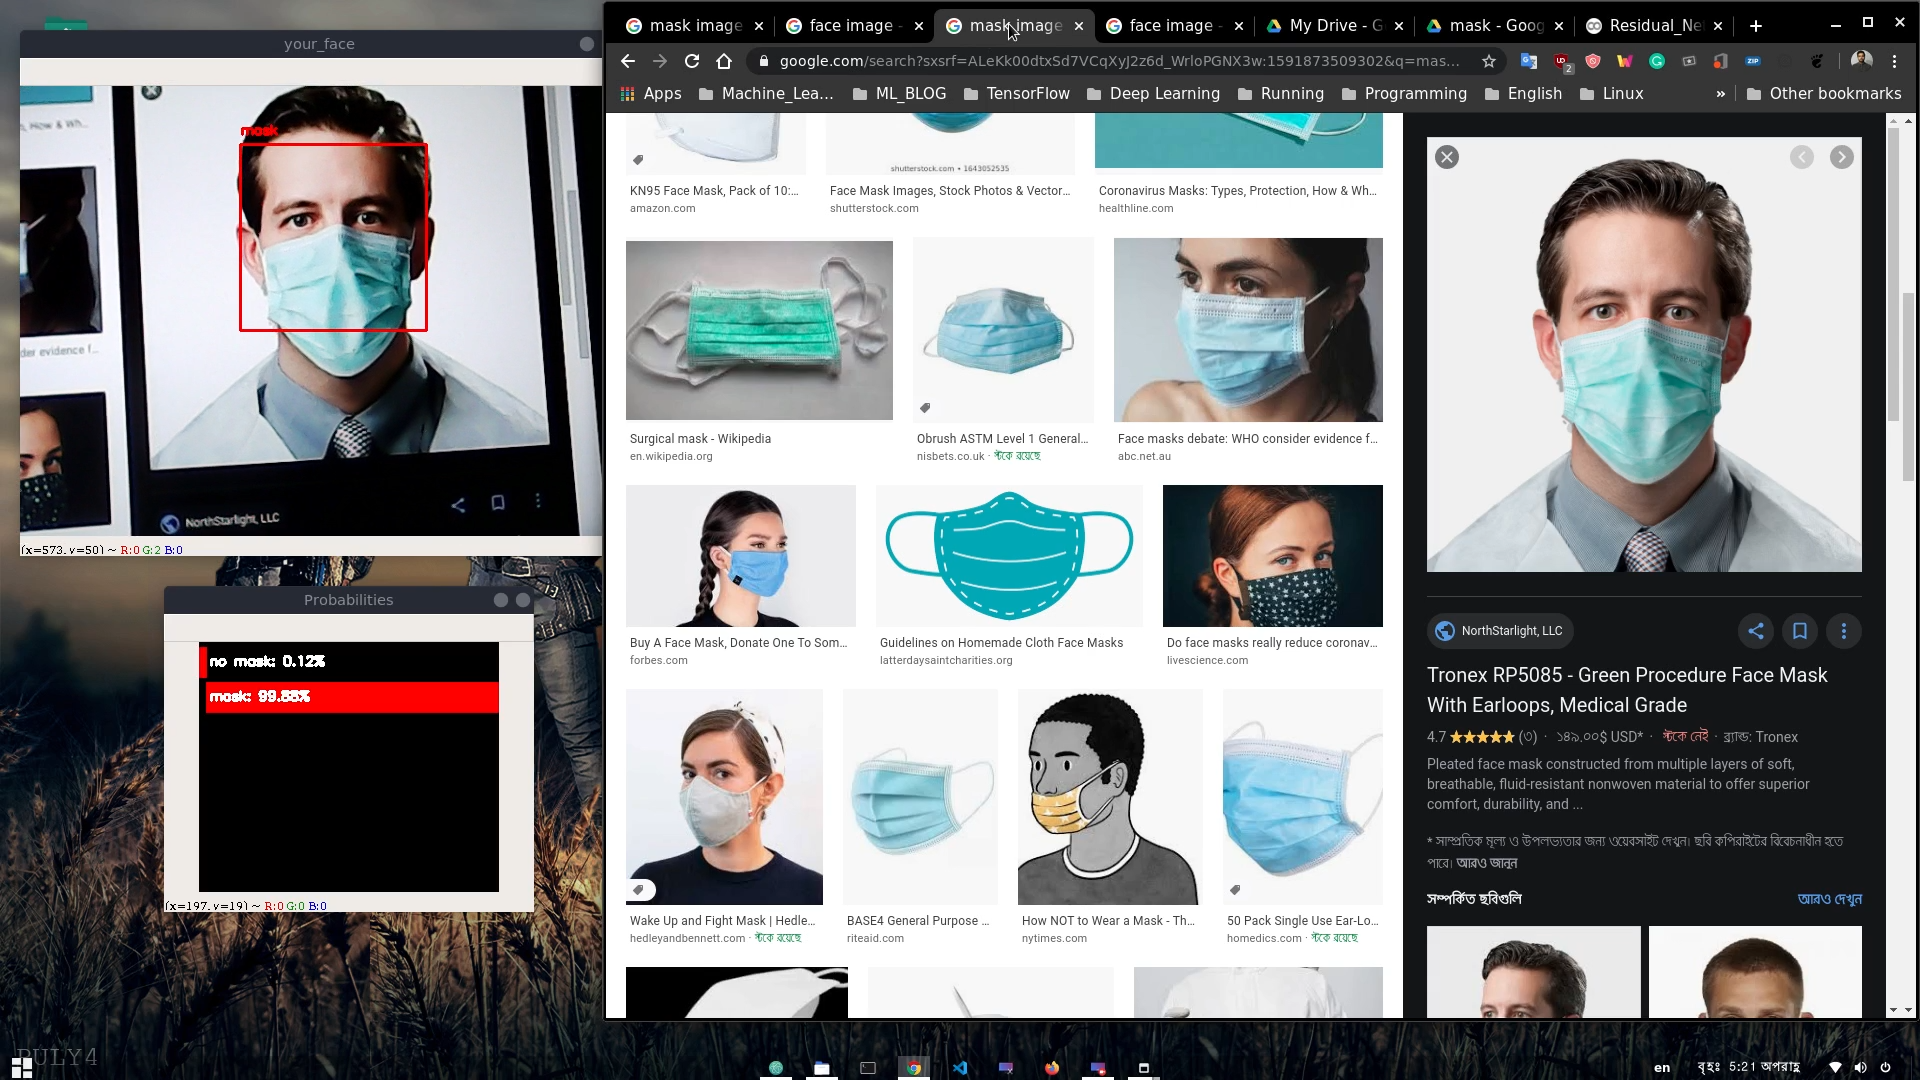 your_face
mask
der evidence f...
NorthStarlight, LLC
(x=573, y=50) ~ R:0 G:2 B:0
Probabilities
no mask: 0.12%
mask: 99.88%
(x=197, y=19) ~ R:0 G:0 B:0
mask image
face image -
mask image
face image -
My Drive - G
mask - Goog
Residual_Ne
google.com/search?sxsrf=ALeKk00dtxSd7VCqXyJ2z6d_WrloPGNX3w:1591873509302&q=mas...
2
ZIP
Apps
Machine_Lea...
ML_BLOG
TensorFlow
Deep Learning
Running
Programming
English
Linux
»
Other bookmarks
shutterstock.com • 1643052535
KN95 Face Mask, Pack of 10:...
amazon.com
Face Mask Images, Stock Photos & Vector...
shutterstock.com
Coronavirus Masks: Types, Protection, How & Wh...
healthline.com
Surgical mask - Wikipedia
en.wikipedia.org
Obrush ASTM Level 1 General...
nisbets.co.uk · স্টকে রয়েছে
Face masks debate: WHO consider evidence f...
abc.net.au
Buy A Face Mask, Donate One To Som...
forbes.com
Guidelines on Homemade Cloth Face Masks
latterdaysaintcharities.org
Do face masks really reduce coronav...
livescience.com
Wake Up and Fight Mask | Hedle...
hedleyandbennett.com · স্টকে রয়েছে
BASE4 General Purpose ...
riteaid.com
How NOT to Wear a Mask - Th...
nytimes.com
50 Pack Single Use Ear-Lo...
homedics.com · স্টকে রয়েছে
NorthStarlight, LLC
Tronex RP5085 - Green Procedure Face Mask
With Earloops, Medical Grade
4.7 ★★★★★ (৩) · ১৪৯.০০$ USD* · স্টকে নেই · ব্র্যান্ড: Tronex
Pleated face mask constructed from multiple layers of soft,
breathable, fluid-resistant nonwoven material to offer superior
comfort, durability, and ...
* সাম্প্রতিক মূল্য ও উপলভ্যতার জন্য ওয়েবসাইট দেখুন। ছবি কপিরাইটের বিবেচনাধীন হতে
পারে। আরও জানুন
সম্পর্কিত ছবিগুলি
আরও দেখুন
en
বৃহঃ 5:21 অপরাহ্ণ